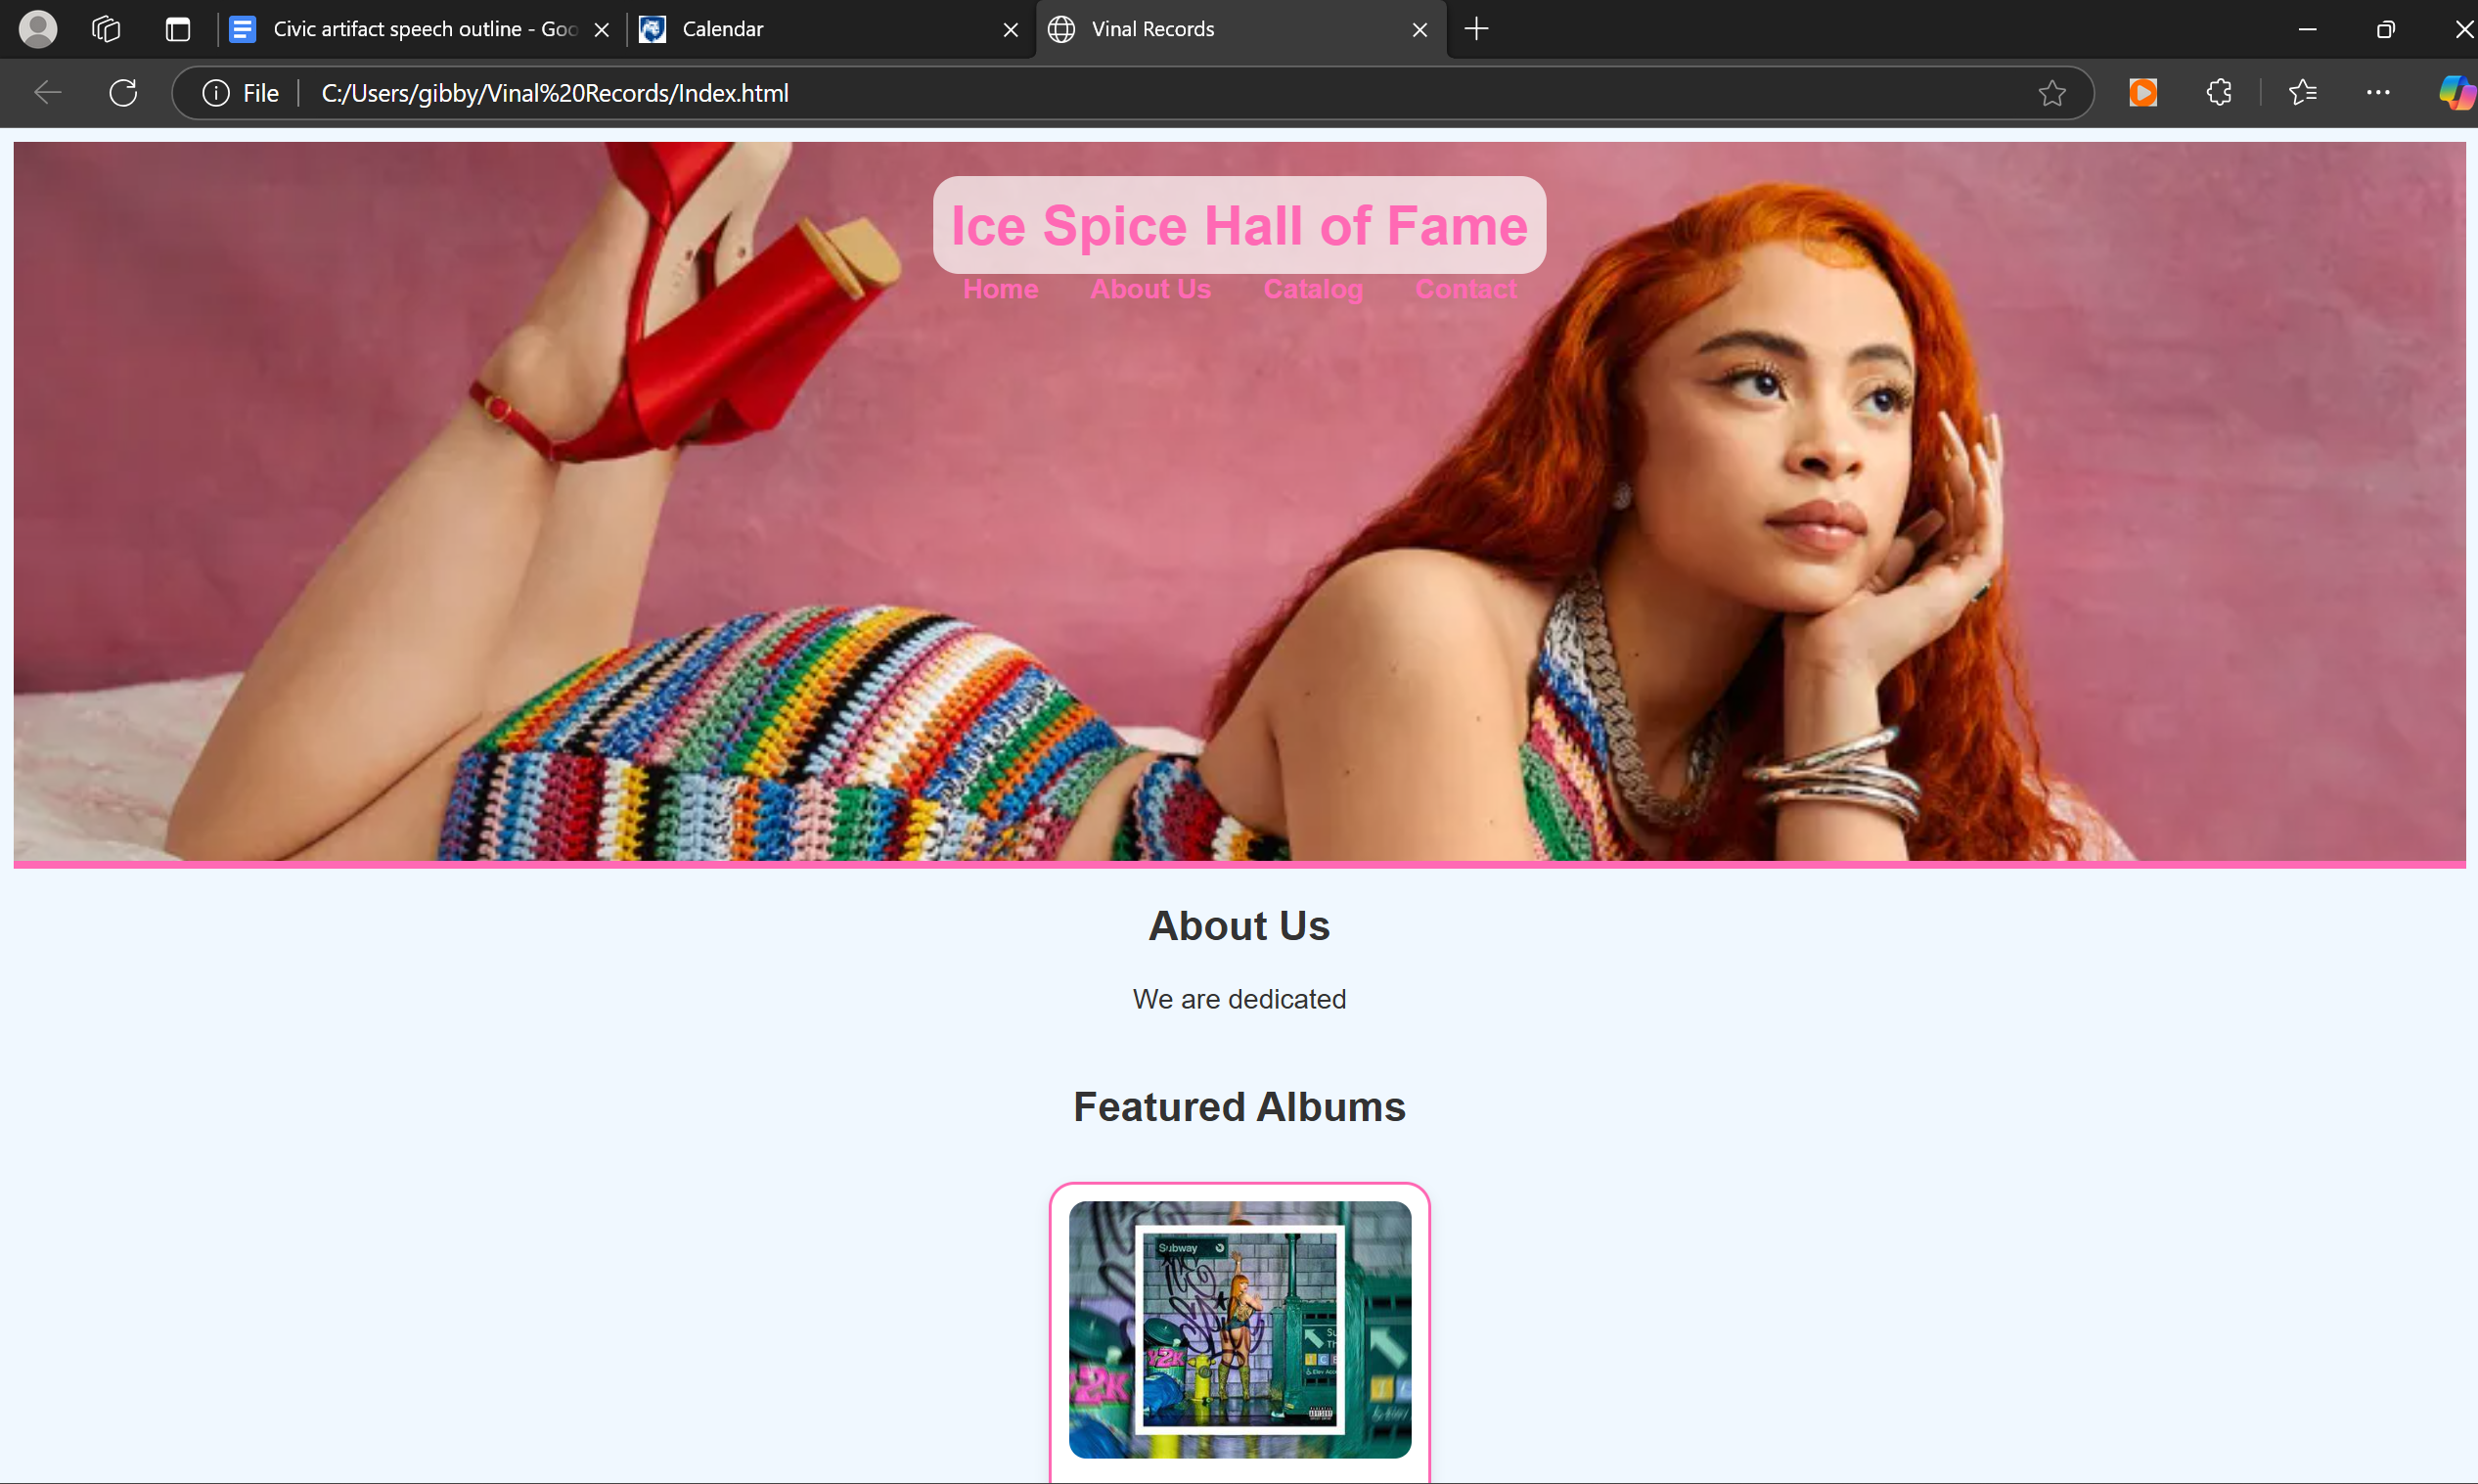 Civic artifact speech outline - Goo
Calendar
Vinal Records
File
C:/Users/gibby/Vinal%20Records/Index.html
Ice Spice Hall of Fame
Home About Us Catalog Contact
About Us
We are dedicated
Featured Albums
Subway
Y2K